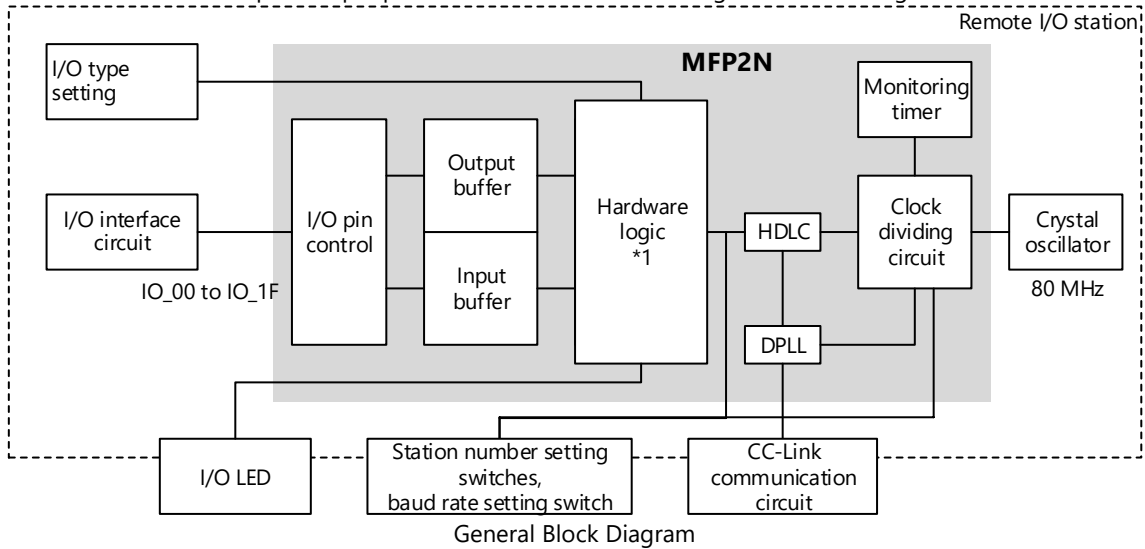 Remote I/O station
I/O type
setting
MFP2N
Monitoring
timer
I/O interface
circuit
IO_00 to IO_1F
I/O pin
control
Output
buffer
Input
buffer
Hardware
logic
*1
HDLC
DPLL
Clock
dividing
circuit
Crystal
oscillator
80 MHz
I/O LED
Station number setting
switches,
baud rate setting switch
CC-Link
communication
circuit
General Block Diagram